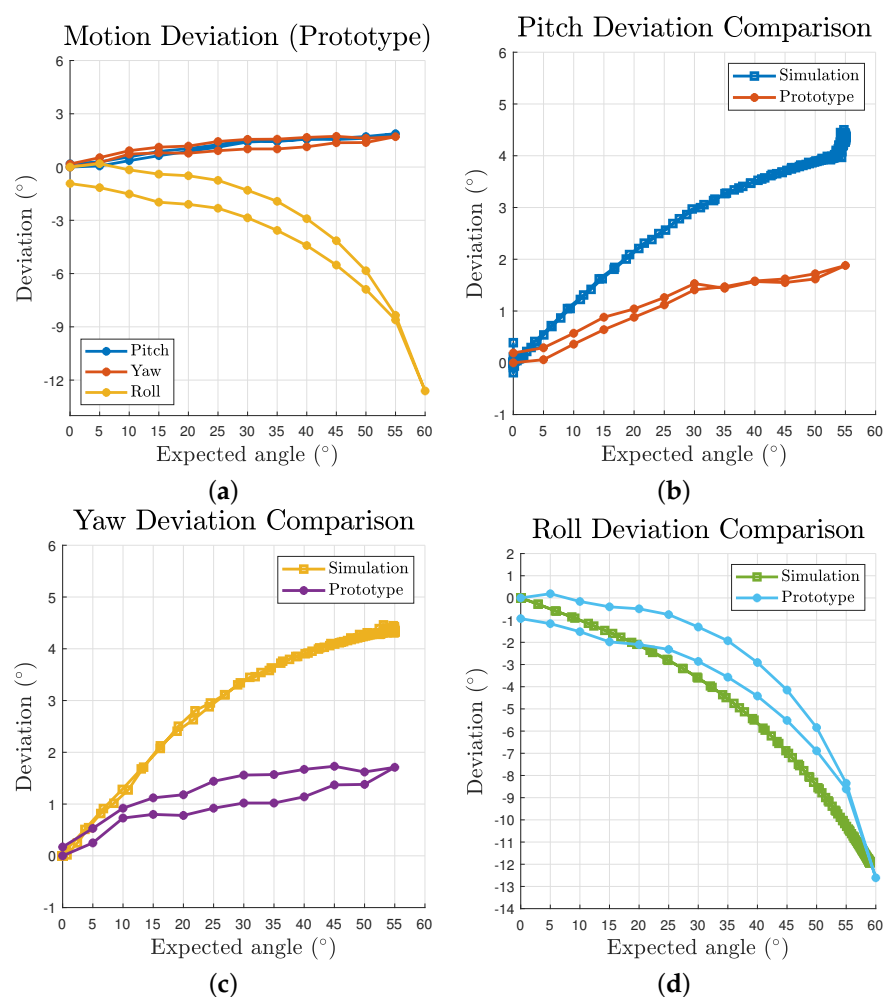 Motion Deviation (Prototype)
6
3
0
-3
-6
-9
-12
Deviation (°)
Pitch
Yaw
Roll
0 5 10 15 20 25 30 35 40 45 50 55 60
Expected angle (°)
(a)
Pitch Deviation Comparison
6
5
4
3
2
1
0
-1
Deviation (°)
Simulation
Prototype
0 5 10 15 20 25 30 35 40 45 50 55 60
Expected angle (°)
(b)
Yaw Deviation Comparison
6
5
4
3
2
1
0
-1
Deviation (°)
Simulation
Prototype
0 5 10 15 20 25 30 35 40 45 50 55 60
Expected angle (°)
(c)
Roll Deviation Comparison
2
1
0
-1
-2
-3
-4
-5
-6
-7
-8
-9
-10
-11
-12
-13
-14
Deviation (°)
Simulation
Prototype
0 5 10 15 20 25 30 35 40 45 50 55 60
Expected angle (°)
(d)